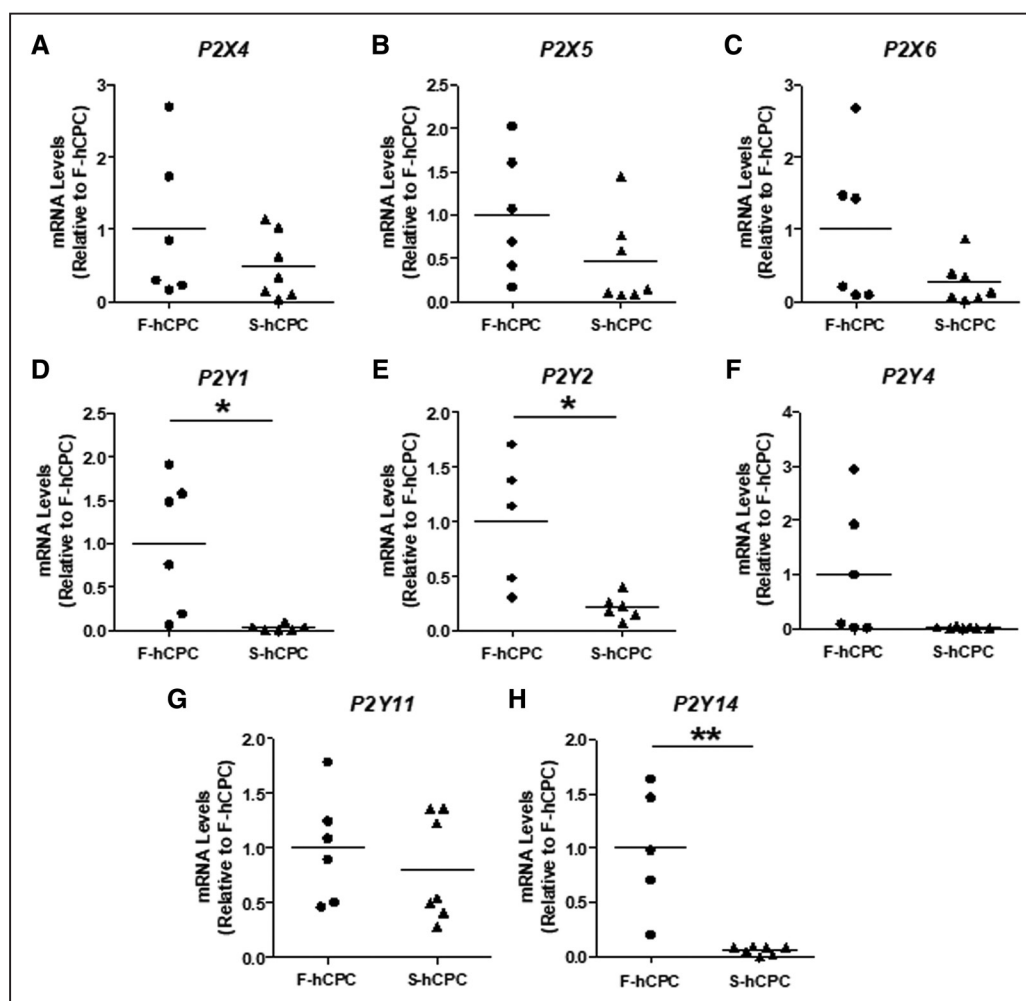 A
P2X4
mRNA Levels
(Relative to F-hCPC)
3
2
1
0
F-hCPC S-hCPC
B
P2X5
mRNA Levels
(Relative to F-hCPC)
2.5
2.0
1.5
1.0
0.5
0.0
F-hCPC S-hCPC
C
P2X6
mRNA Levels
(Relative to F-hCPC)
3
2
1
0
F-hCPC S-hCPC
D
P2Y1
*
mRNA Levels
(Relative to F-hCPC)
2.5
2.0
1.5
1.0
0.5
0.0
F-hCPC S-hCPC
E
P2Y2
*
mRNA Levels
(Relative to F-hCPC)
2.0
1.5
1.0
0.5
0.0
F-hCPC S-hCPC
F
P2Y4
mRNA Levels
(Relative to F-hCPC)
4
3
2
1
0
F-hCPC S-hCPC
G
P2Y11
mRNA Levels
(Relative to F-hCPC)
2.0
1.5
1.0
0.5
0.0
F-hCPC S-hCPC
H
P2Y14
**
mRNA Levels
(Relative to F-hCPC)
2.0
1.5
1.0
0.5
0.0
F-hCPC S-hCPC